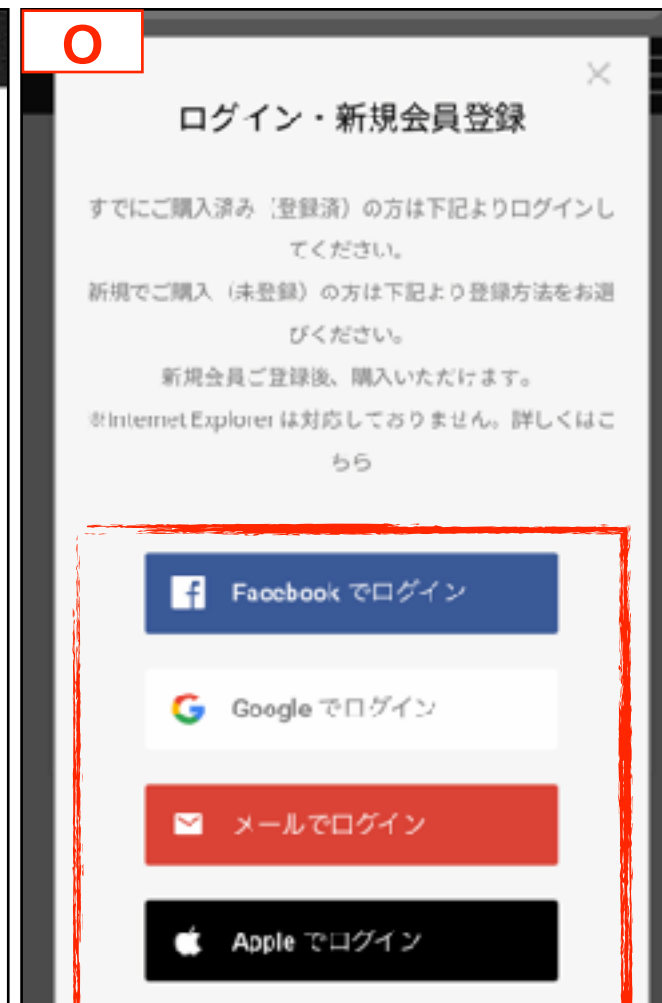 O
ログイン・新規会員登録
すでにご購入済み（登録済）の方は下記よりログインし
てください。
新規でご購入（未登録）の方は下記より登録方法をお選
びください。
新規会員ご登録後、購入いただけます。
※Internet Explorer は対応しておりません。詳しくはこ
ちら
Facebook でログイン
Google でログイン
メールでログイン
Apple でログイン